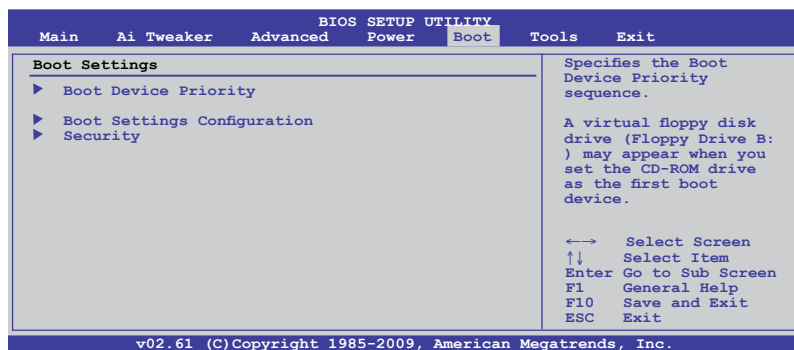 BIOS SETUP UTILITY
Main Ai Tweaker Advanced Power Boot Tools Exit
Boot Settings
Boot Device Priority
Boot Settings Configuration
Security
Specifies the Boot
Device Priority
sequence.
A virtual floppy disk
drive (Floppy Drive B:
) may appear when you
set the CD-ROM drive
as the first boot
device.
←→ Select Screen
↑↓ Select Item
Enter Go to Sub Screen
F1 General Help
F10 Save and Exit
ESC Exit
v02.61 (C)Copyright 1985-2009, American Megatrends, Inc.